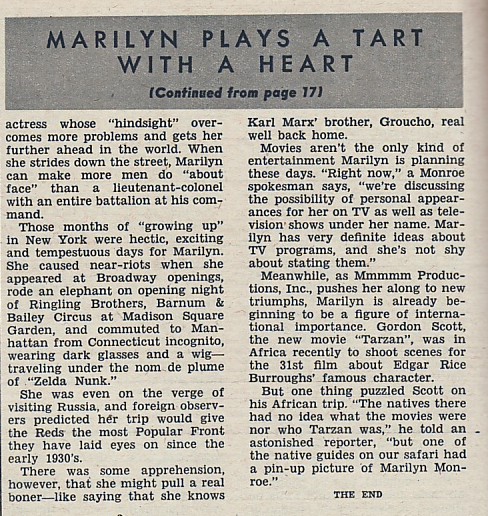 MARILYN PLAYS A TART
WITH A HEART
(Continued from page 17)
actress whose "hindsight" over-
comes more problems and gets her
further ahead in the world. When
she strides down the street, Marilyn
can make more men do "about
face" than a lieutenant-colonel
with an entire battalion at his com-
mand.
Those months of "growing up"
in New York were hectic, exciting
and tempestuous days for Marilyn.
She caused near-riots when she
appeared at Broadway openings,
rode an elephant on opening night
of Ringling Brothers, Barnum &
Bailey Circus at Madison Square
Garden, and commuted to Man-
hattan from Connecticut incognito,
wearing dark glasses and a wig—
traveling under the nom de plume
of "Zelda Nunk."
She was even on the verge of
visiting Russia, and foreign observ-
ers predicted her trip would give
the Reds the most Popular Front
they have laid eyes on since the
early 1930's.
There was some apprehension,
however, that she might pull a real
boner—like saying that she knows
Karl Marx' brother, Groucho, real
well back home.
Movies aren't the only kind of
entertainment Marilyn is planning
these days. "Right now," a Monroe
spokesman says, "we're discussing
the possibility of personal appear-
ances for her on TV as well as tele-
vision shows under her name. Mar-
ilyn has very definite ideas about
TV programs, and she's not shy
about stating them."
Meanwhile, as Mmmmm Produc-
tions, Inc., pushes her along to new
triumphs, Marilyn is already be-
ginning to be a figure of interna-
tional importance. Gordon Scott,
the new movie "Tarzan", was in
Africa recently to shoot scenes for
the 31st film about Edgar Rice
Burroughs' famous character.
But one thing puzzled Scott on
his African trip. "The natives there
had no idea what the movies were
nor who Tarzan was," he told an
astonished reporter, "but one of
the native guides on our safari had
a pin-up picture of Marilyn Mon-
roe."
THE END